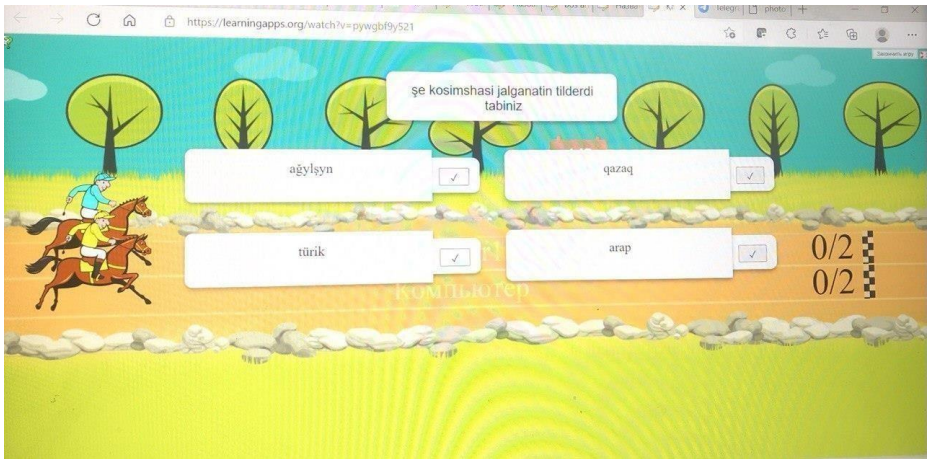 https://learningapps.org/watch?v=pywgbf9y521
şe kosimshasi jalganatin tilderdi
tabiniz
ağylşyn
qazaq
türik
arap
Компьютер
0/2
0/2